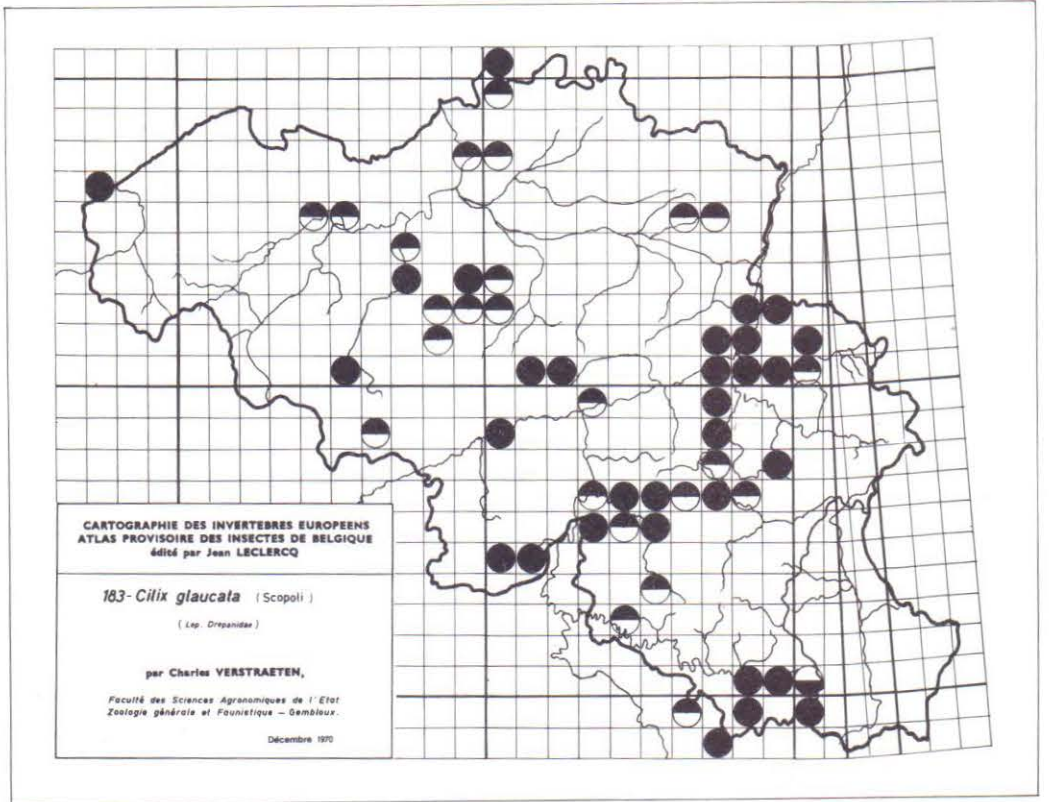 CARTOGRAPHIE DES INVERTEBRES EUROPEENS
ATLAS PROVISOIRE DES INSECTES DE BELGIQUE
édité par Jean LECLERCQ
183-Cilix glaucata (Scopoli)
(Lep. Drepanidae)
par Charles VERSTRAETEN,
Faculté des Sciences Agronomiques de l'Etat
Zoologie générale et Faunistique – Gembloux.
Décembre 1970